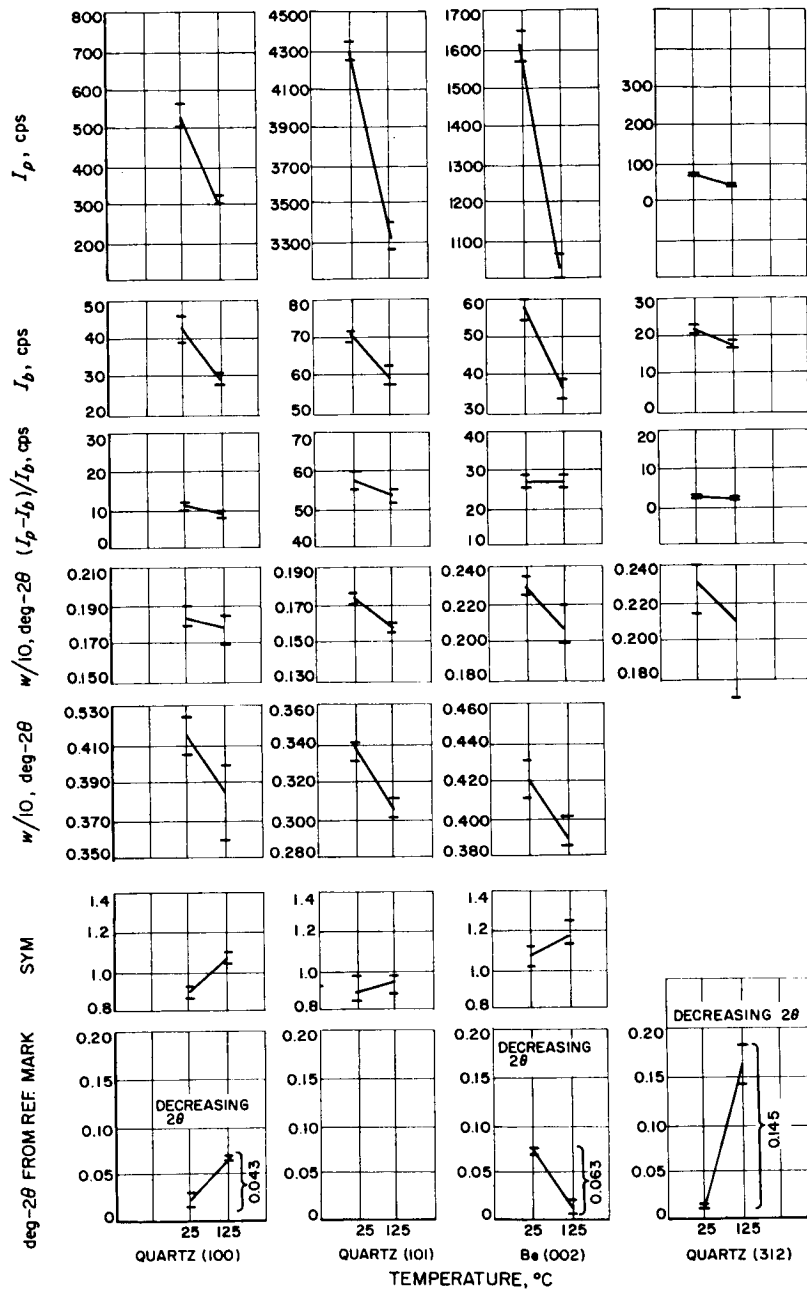 I_p, cps
800 4500 1700
700 4300 1600
600 4100 1500
500 3900 1400 300
400 3700 1300 200
300 3500 1200 100
200 3300 1100 0
I_b, cps
50 80 60 30
40 70 50 20
30 60 40 10
20 50 30 0
(I_p-I_b)/I_b, cps
30 70 40 20
20 60 30 10
10 50 20 0
0 40 10
w/10, deg-2θ
0.210 0.190 0.240 0.240
0.190 0.170 0.220 0.220
0.170 0.150 0.200 0.200
0.150 0.130 0.180 0.180
w/10, deg-2θ
0.530 0.360 0.460
0.410 0.340 0.440
0.390 0.320 0.420
0.370 0.300 0.400
0.350 0.280 0.380
SYM
1.4 1.4 1.4
1.2 1.2 1.2
1.0 1.0 1.0
0.8 0.8 0.8
deg-2θ FROM REF. MARK
0.20 0.20 0.20 0.20
0.15 0.15 0.15 0.15
0.10 0.10 0.10 0.10
0.05 0.05 0.05 0.05
0 0 0 0
DECREASING
2θ
0.043
DECREASING
2θ
0.063
DECREASING 2θ
0.145
25 125
25 125
25 125
25 125
QUARTZ (100)
QUARTZ (101)
Be (002)
QUARTZ (312)
TEMPERATURE, °C